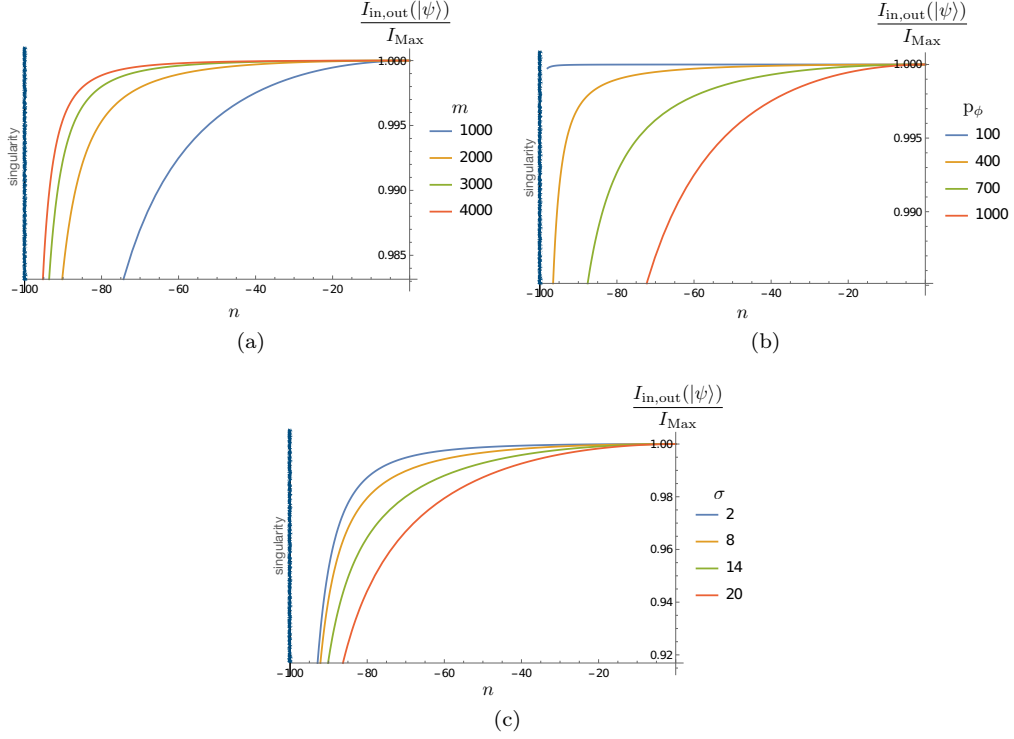 I_in,out(|ψ⟩)
I_Max
1.000
0.995
0.990
0.985
m
1000
2000
3000
4000
singularity
-100 -80 -60 -40 -20
n
(a)
I_in,out(|ψ⟩)
I_Max
1.000
0.995
0.990
p_ϕ
100
400
700
1000
singularity
-100 -80 -60 -40 -20
n
(b)
I_in,out(|ψ⟩)
I_Max
1.00
0.98
0.96
0.94
0.92
σ
2
8
14
20
singularity
-100 -80 -60 -40 -20
n
(c)